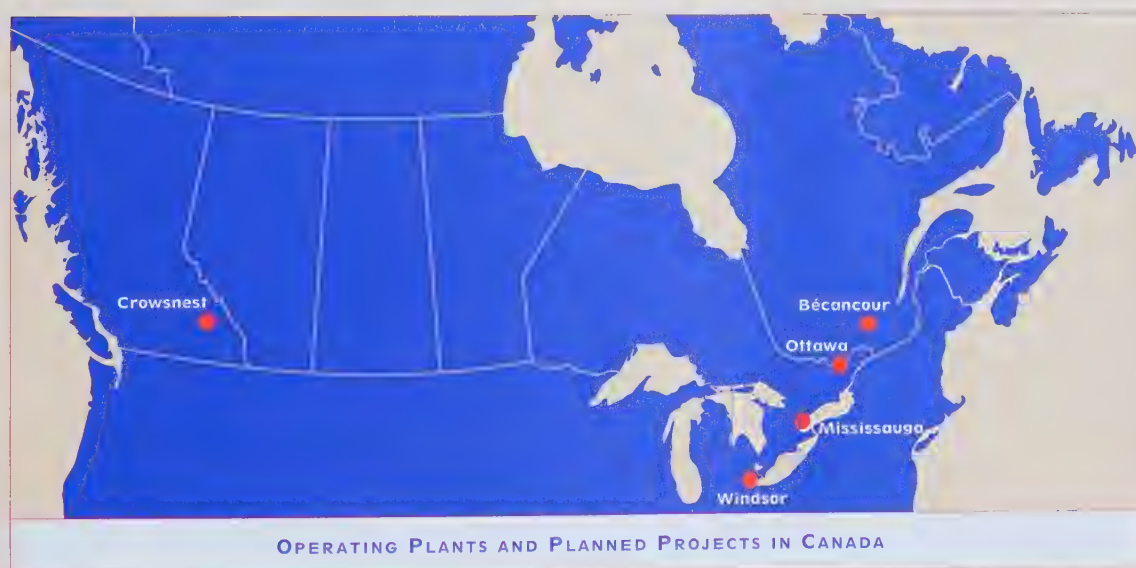 Crowsnest
Bécancour
Ottawa
Mississauga
Windsor
OPERATING PLANTS AND PLANNED PROJECTS IN CANADA